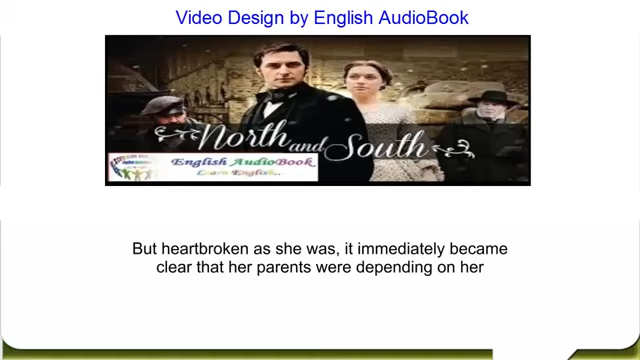 Video Design by English AudioBook
North and South
English AudioBook
Learn English...
But heartbroken as she was, it immediately became
clear that her parents were depending on her